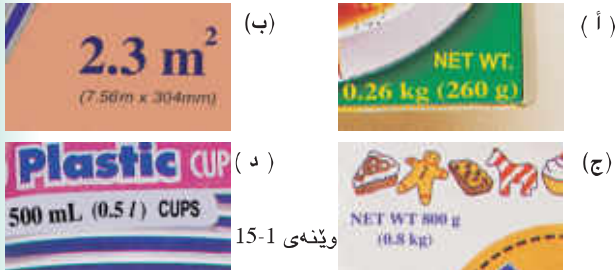 ( أ )
NET WT.
0.26 kg (260 g)
(ب)
2.3 m²
(7.56m x 304mm)
(ج)
NET WT 800 g
(0.8 kg)
( د )
Plastic CUP
500 mL (0.5 l) CUPS
وێنەی 1-15